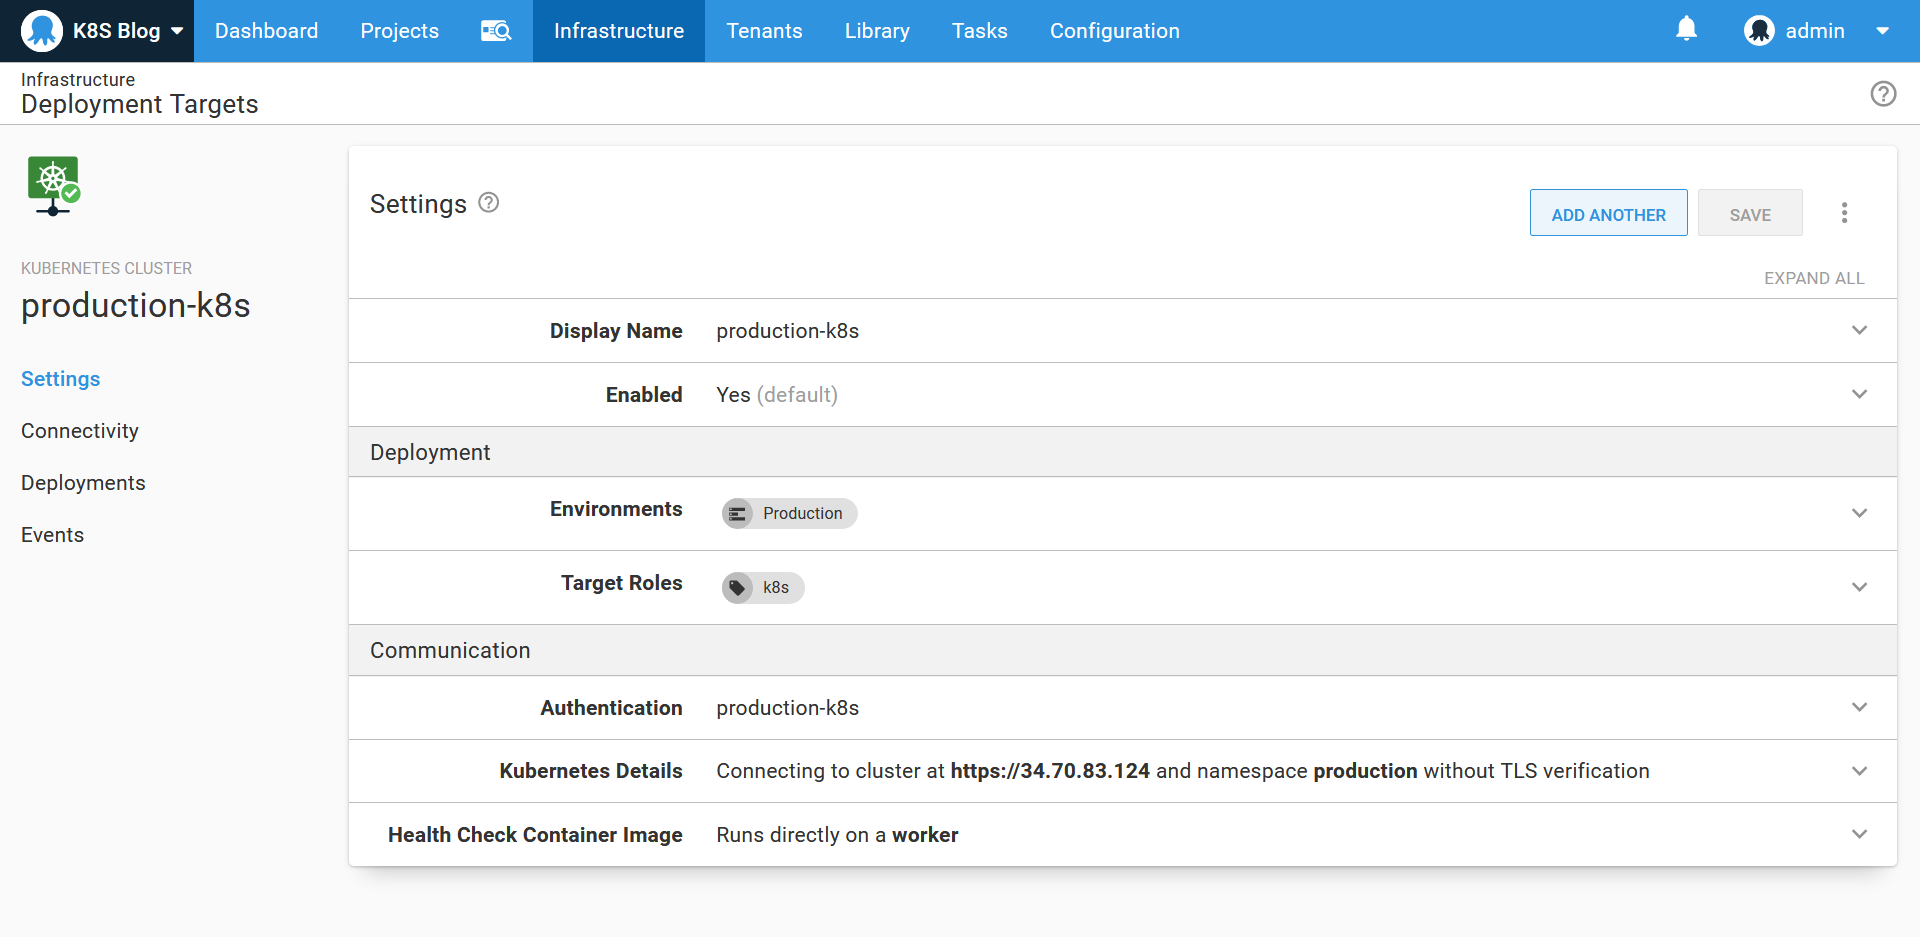 K8S Blog Dashboard Projects Infrastructure Tenants Library Tasks Configuration admin
Infrastructure
Deployment Targets
KUBERNETES CLUSTER
production-k8s
Settings
Connectivity
Deployments
Events
Settings
ADD ANOTHER SAVE
EXPAND ALL
Display Name production-k8s
Enabled Yes (default)
Deployment
Environments Production
Target Roles k8s
Communication
Authentication production-k8s
Kubernetes Details Connecting to cluster at https://34.70.83.124 and namespace production without TLS verification
Health Check Container Image Runs directly on a worker